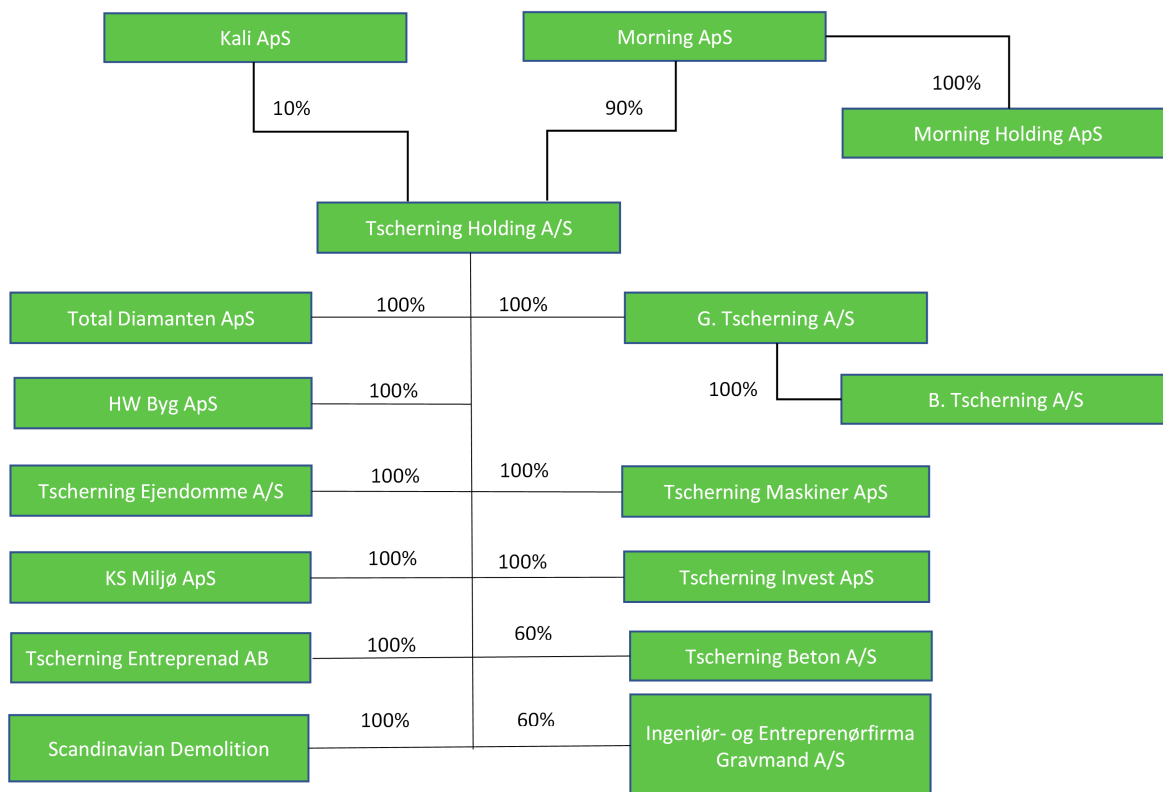 Kali ApS
Morning ApS
10%
90%
100%
Morning Holding ApS
Tscherning Holding A/S
Total Diamanten ApS
100%
100%
G. Tscherning A/S
HW Byg ApS
100%
100%
B. Tscherning A/S
Tscherning Ejendomme A/S
100%
100%
Tscherning Maskiner ApS
KS Miljø ApS
100%
100%
Tscherning Invest ApS
Tscherning Entreprenad AB
100%
60%
Tscherning Beton A/S
Scandinavian Demolition
100%
60%
Ingeniør- og Entreprenørfirma
Gravmand A/S